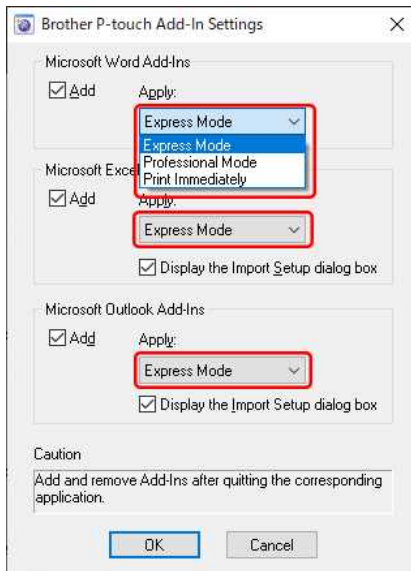 Brother P-touch Add-In Settings
Microsoft Word Add-Ins
Add
Apply:
Express Mode
Express Mode
Professional Mode
Print Immediately
Microsoft Exce
Add
Apply:
Express Mode
Display the Import Setup dialog box
Microsoft Outlook Add-Ins
Add
Apply:
Express Mode
Display the Import Setup dialog box
Caution
Add and remove Add-Ins after quitting the corresponding
application.
OK Cancel